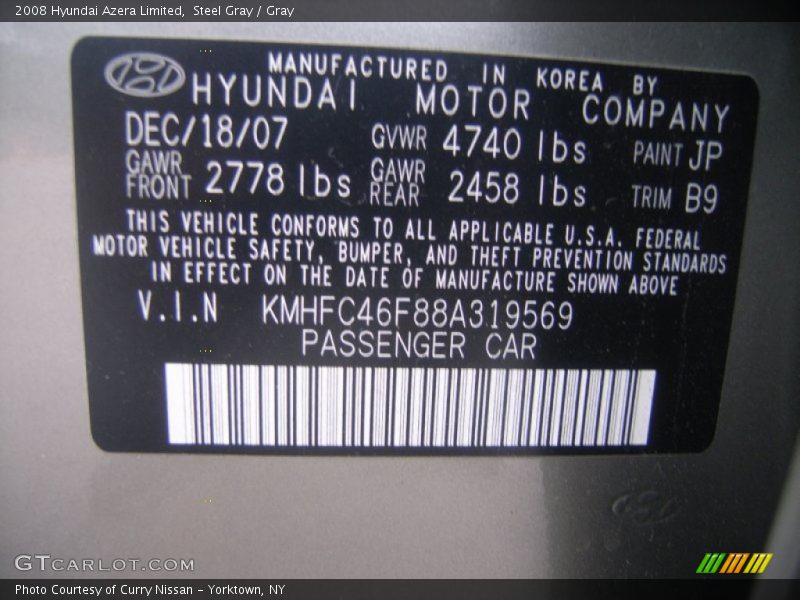 2008 Hyundai Azera Limited, Steel Gray / Gray
MANUFACTURED IN KOREA BY
HYUNDAI MOTOR COMPANY
DEC/18/07 GVWR 4740 lbs PAINT JP
GAWR FRONT 2778 lbs GAWR REAR 2458 lbs TRIM B9
THIS VEHICLE CONFORMS TO ALL APPLICABLE U.S.A. FEDERAL
MOTOR VEHICLE SAFETY, BUMPER, AND THEFT PREVENTION STANDARDS
IN EFFECT ON THE DATE OF MANUFACTURE SHOWN ABOVE
V.I.N KMHFC46F88A319569
PASSENGER CAR
GTCARLOT.COM
Photo Courtesy of Curry Nissan - Yorktown, NY